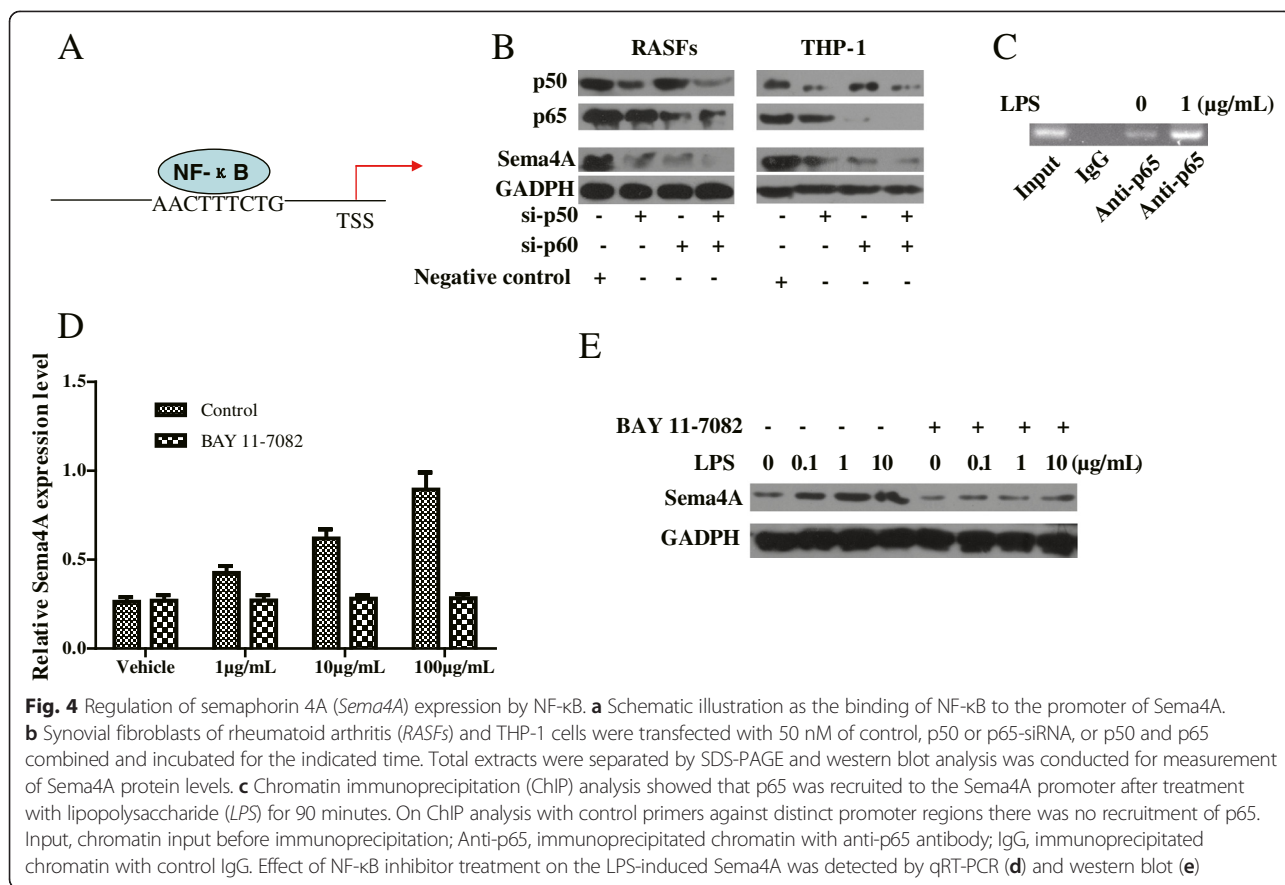 A
NF-κB
AACTTTCTG
TSS
B
RASFs THP-1
p50
p65
Sema4A
GADPH
si-p50 - + - + - + - +
si-p60 - - + + - - + +
Negative control + - - - + - - -
C
LPS 0 1 (μg/mL)
Input IgG Anti-p65 Anti-p65
D
Relative Sema4A expression level
1.5
1.0
0.5
0.0
Control
BAY 11-7082
Vehicle 1μg/mL 10μg/mL 100μg/mL
E
BAY 11-7082 - - - - + + + +
LPS 0 0.1 1 10 0 0.1 1 10 (μg/mL)
Sema4A
GADPH
Fig. 4 Regulation of semaphorin 4A (Sema4A) expression by NF-κB. a Schematic illustration as the binding of NF-κB to the promoter of Sema4A.
b Synovial fibroblasts of rheumatoid arthritis (RASFs) and THP-1 cells were transfected with 50 nM of control, p50 or p65-siRNA, or p50 and p65
combined and incubated for the indicated time. Total extracts were separated by SDS-PAGE and western blot analysis was conducted for measurement
of Sema4A protein levels. c Chromatin immunoprecipitation (ChIP) analysis showed that p65 was recruited to the Sema4A promoter after treatment
with lipopolysaccharide (LPS) for 90 minutes. On ChIP analysis with control primers against distinct promoter regions there was no recruitment of p65.
Input, chromatin input before immunoprecipitation; Anti-p65, immunoprecipitated chromatin with anti-p65 antibody; IgG, immunoprecipitated
chromatin with control IgG. Effect of NF-κB inhibitor treatment on the LPS-induced Sema4A was detected by qRT-PCR (d) and western blot (e)